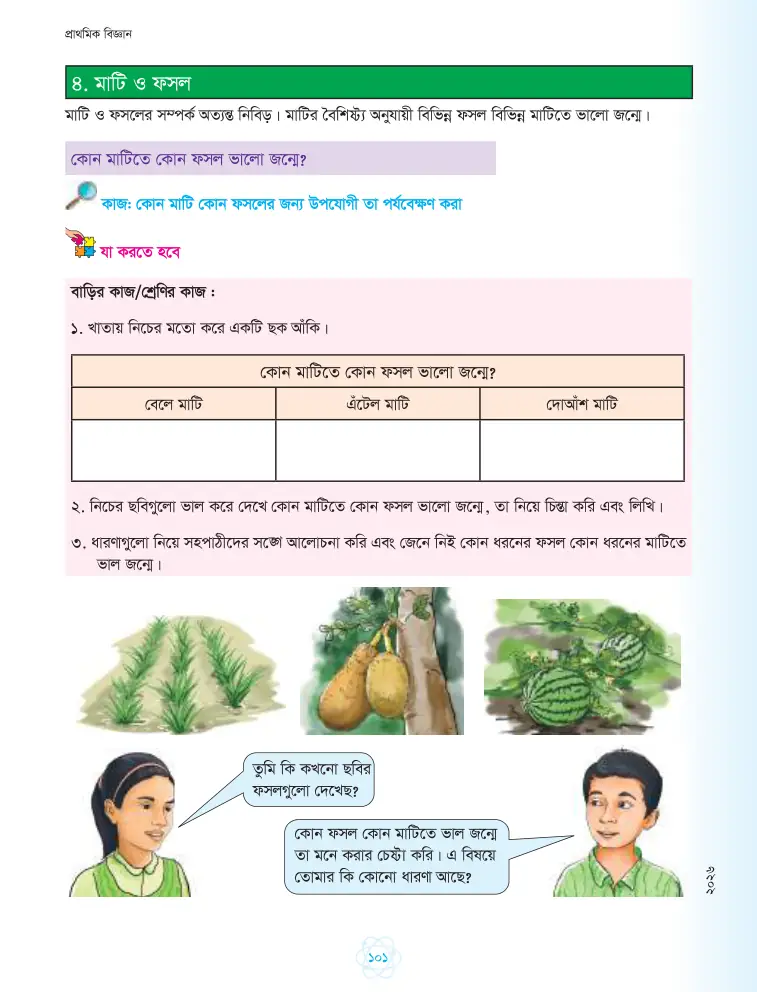 প্রাথমিক বিজ্ঞান
৪. মাটি ও ফসল
মাটি ও ফসলের সম্পর্ক অত্যন্ত নিবিড়। মাটির বৈশিষ্ট্য অনুযায়ী বিভিন্ন ফসল বিভিন্ন মাটিতে ভালো জন্মে।
কোন মাটিতে কোন ফসল ভালো জন্মে?
কাজ: কোন মাটি কোন ফসলের জন্য উপযোগী তা পর্যবেক্ষণ করা
যা করতে হবে
বাড়ির কাজ/শ্রেণির কাজ :
১. খাতায় নিচের মতো করে একটি ছক আঁকি।
কোন মাটিতে কোন ফসল ভালো জন্মে?
বেলে মাটি
এঁটেল মাটি
দোআঁশ মাটি
২. নিচের ছবিগুলো ভাল করে দেখে কোন মাটিতে কোন ফসল ভালো জন্মে, তা নিয়ে চিন্তা করি এবং লিখি।
৩. ধারণাগুলো নিয়ে সহপাঠীদের সঙ্গে আলোচনা করি এবং জেনে নিই কোন ধরনের ফসল কোন ধরনের মাটিতে
ভাল জন্মে।
তুমি কি কখনো ছবির
ফসলগুলো দেখেছ?
কোন ফসল কোন মাটিতে ভাল জন্মে
তা মনে করার চেষ্টা করি। এ বিষয়ে
তোমার কি কোনো ধারণা আছে?
২০২৬
১০১